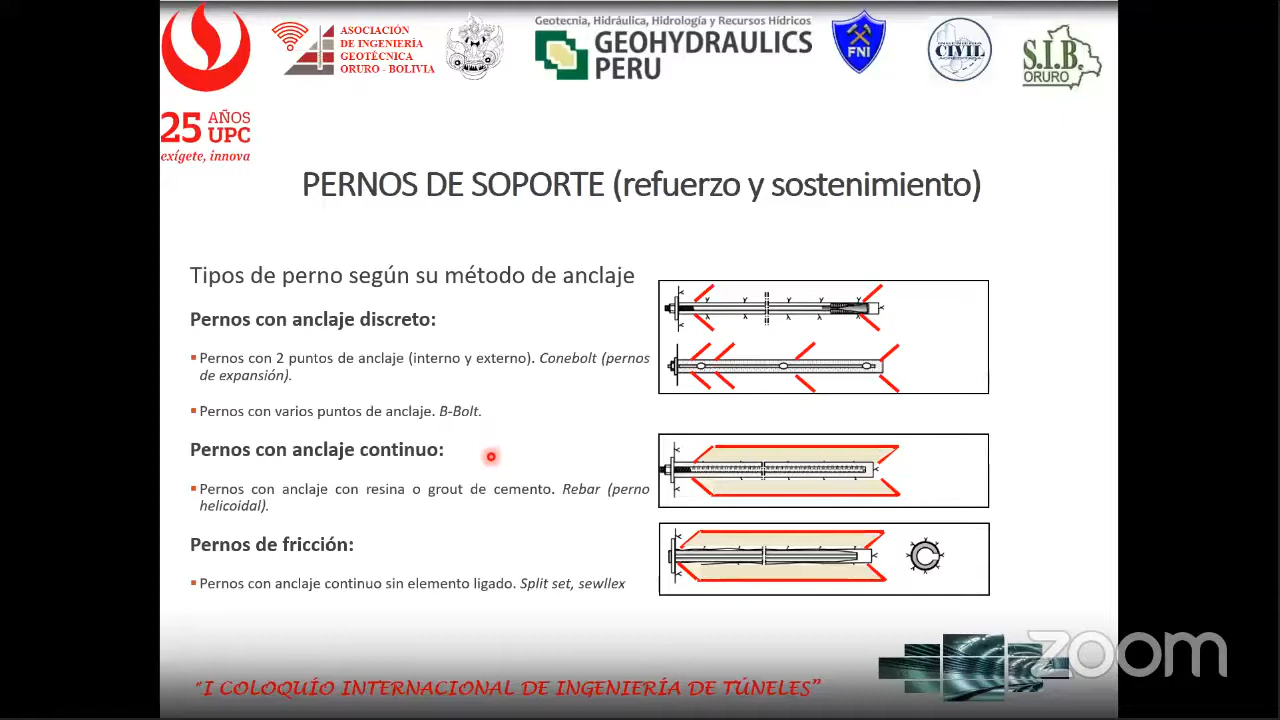 25 AÑOS
UPC
exígete, innova
ASOCIACIÓN
DE INGENIERÍA
GEOTÉCNICA
ORURO - BOLIVIA
Geotecnia, Hidráulica, Hidrología y Recursos Hídricos
GEOHYDRAULICS
PERU
FNI
INGENIERÍA
CIVIL
ACREDITADA
S.I.B.
ORURO
PERNOS DE SOPORTE (refuerzo y sostenimiento)
Tipos de perno según su método de anclaje
Pernos con anclaje discreto:
▪ Pernos con 2 puntos de anclaje (interno y externo). Conebolt (pernos
de expansión).
▪ Pernos con varios puntos de anclaje. B-Bolt.
Pernos con anclaje continuo:
▪ Pernos con anclaje con resina o grout de cemento. Rebar (perno
helicoidal).
Pernos de fricción:
▪ Pernos con anclaje continuo sin elemento ligado. Split set, sewllex
"I COLOQUÍO INTERNACIONAL DE INGENIERÍA DE TÚNELES"
zoom